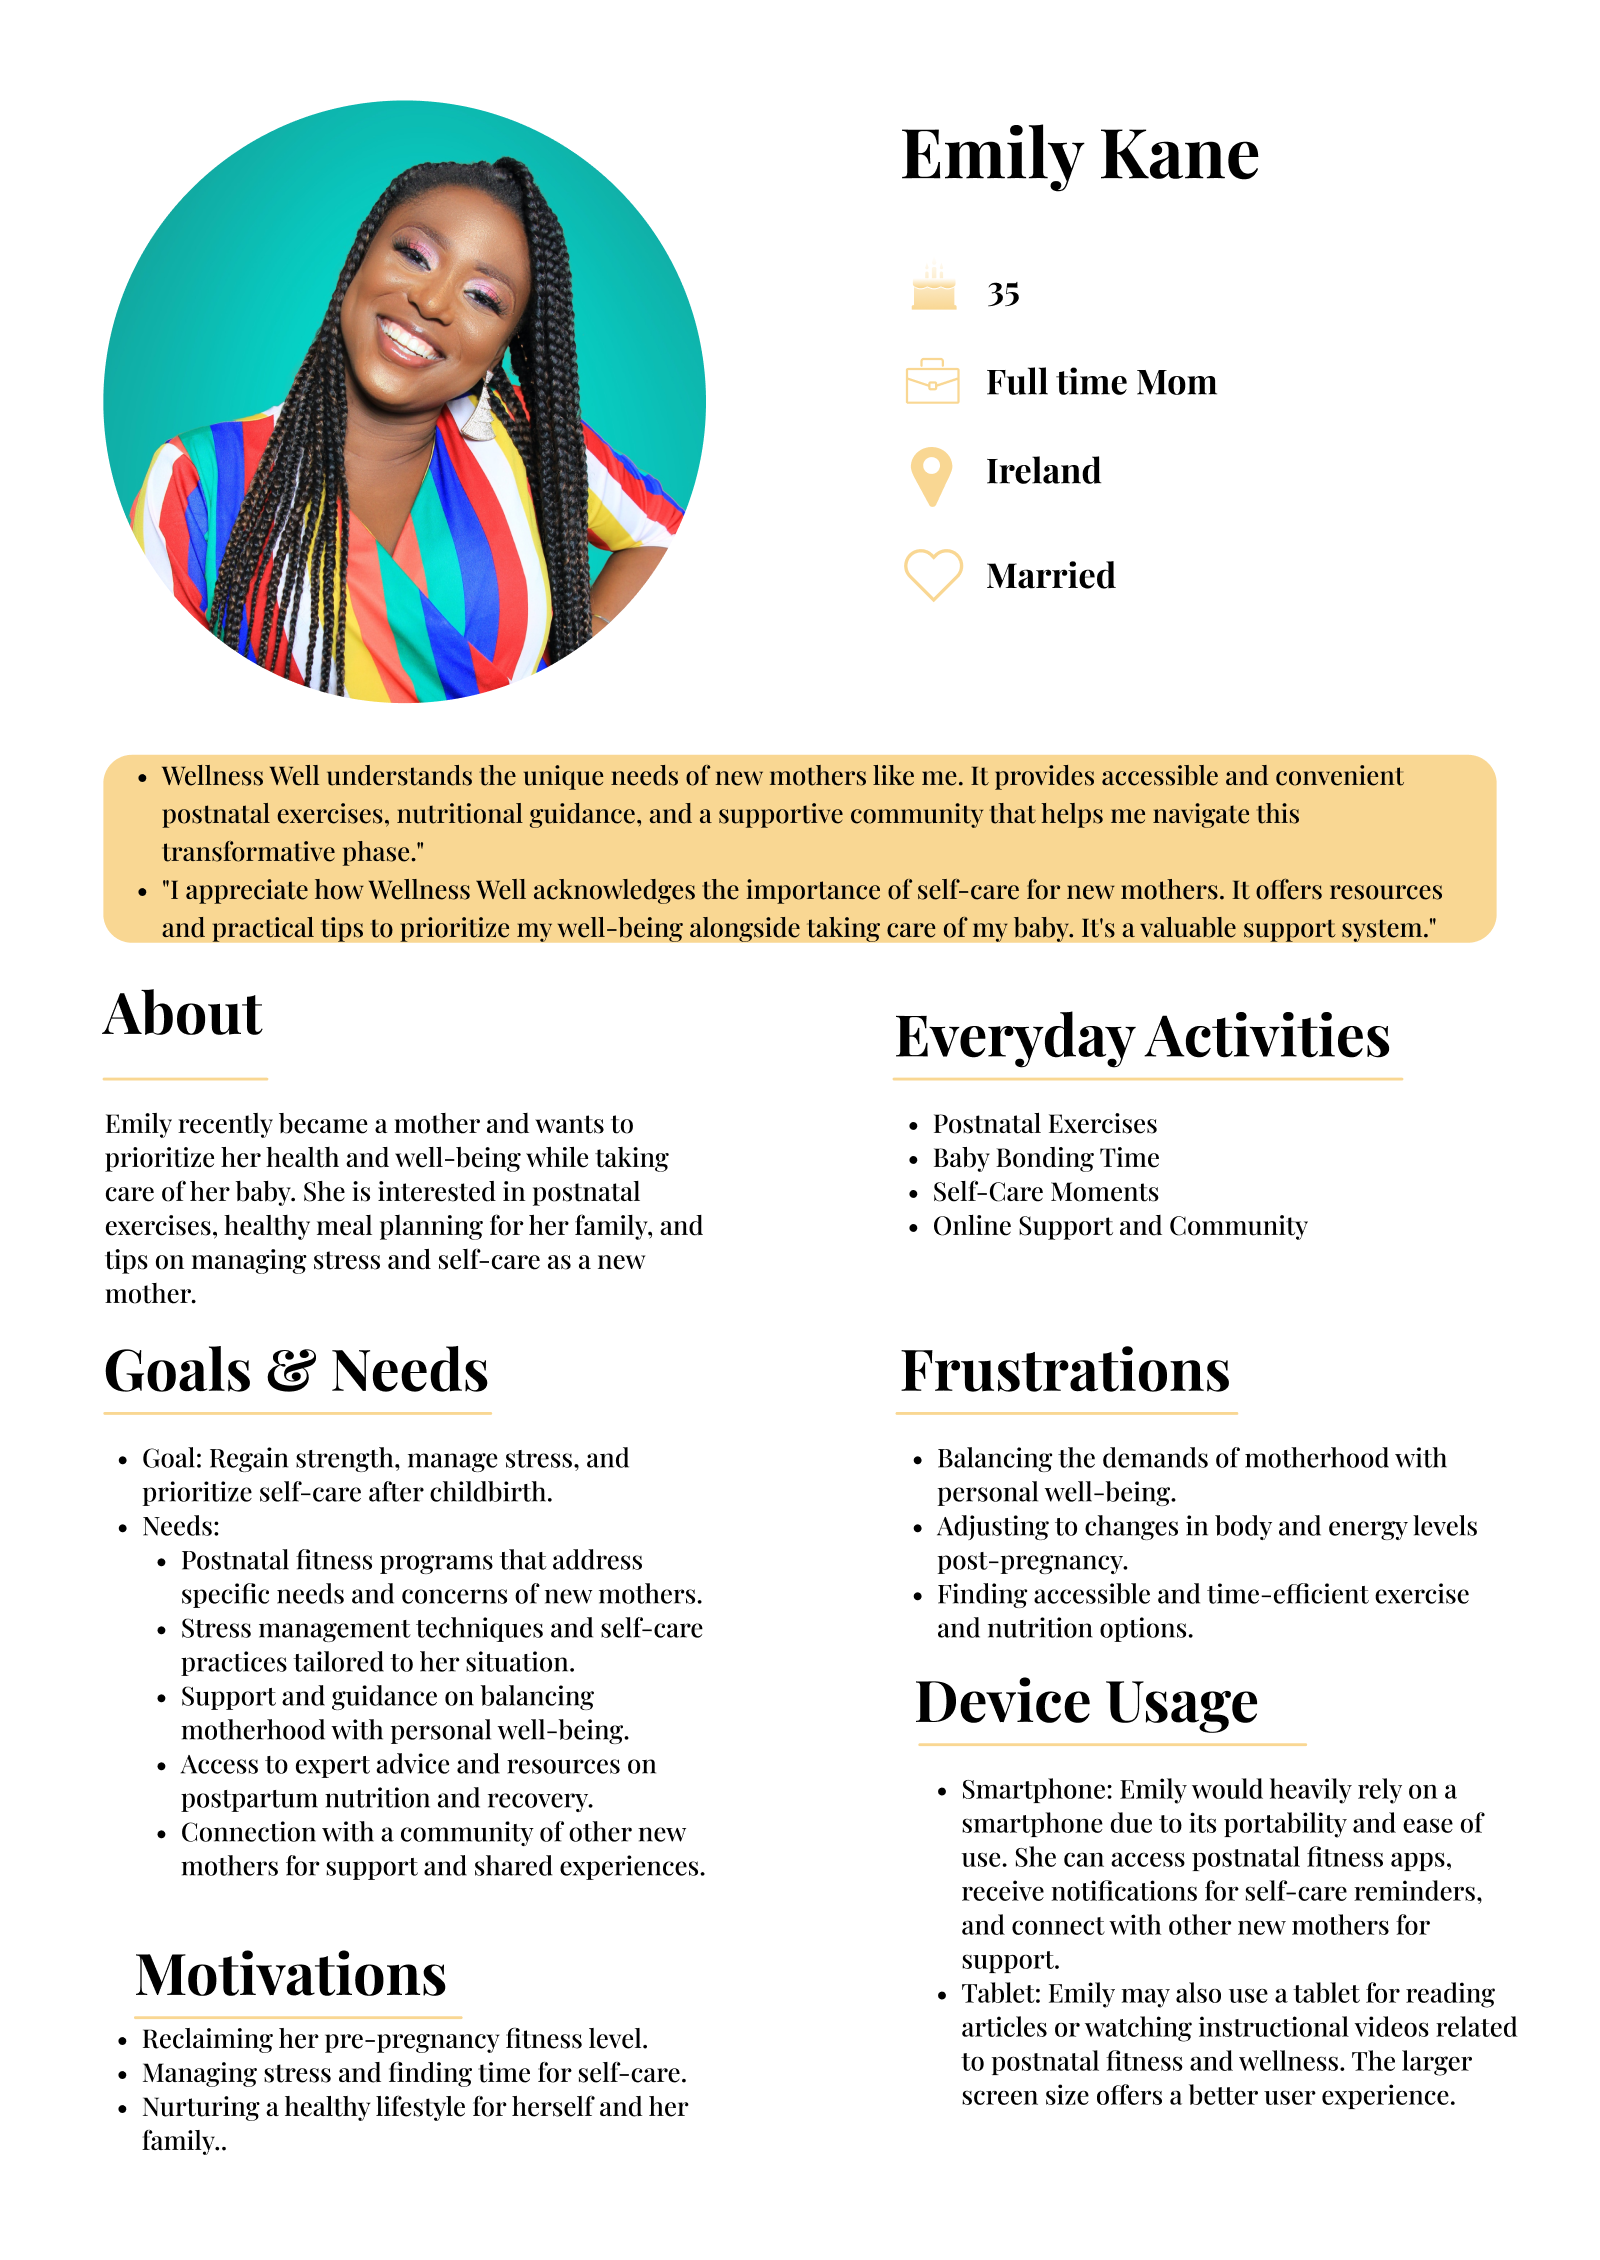 Emily Kane
35
Full time Mom
Ireland
Married
• Wellness Well understands the unique needs of new mothers like me. It provides accessible and convenient
postnatal exercises, nutritional guidance, and a supportive community that helps me navigate this
transformative phase."
• "I appreciate how Wellness Well acknowledges the importance of self-care for new mothers. It offers resources
and practical tips to prioritize my well-being alongside taking care of my baby. It's a valuable support system."
About
Emily recently became a mother and wants to
prioritize her health and well-being while taking
care of her baby. She is interested in postnatal
exercises, healthy meal planning for her family, and
tips on managing stress and self-care as a new
mother.
Everyday Activities
• Postnatal Exercises
• Baby Bonding Time
• Self-Care Moments
• Online Support and Community
Goals & Needs
• Goal: Regain strength, manage stress, and
prioritize self-care after childbirth.
• Needs:
• Postnatal fitness programs that address
specific needs and concerns of new mothers.
• Stress management techniques and self-care
practices tailored to her situation.
• Support and guidance on balancing
motherhood with personal well-being.
• Access to expert advice and resources on
postpartum nutrition and recovery.
• Connection with a community of other new
mothers for support and shared experiences.
Frustrations
• Balancing the demands of motherhood with
personal well-being.
• Adjusting to changes in body and energy levels
post-pregnancy.
• Finding accessible and time-efficient exercise
and nutrition options.
Device Usage
• Smartphone: Emily would heavily rely on a
smartphone due to its portability and ease of
use. She can access postnatal fitness apps,
receive notifications for self-care reminders,
and connect with other new mothers for
support.
• Tablet: Emily may also use a tablet for reading
articles or watching instructional videos related
to postnatal fitness and wellness. The larger
screen size offers a better user experience.
Motivations
• Reclaiming her pre-pregnancy fitness level.
• Managing stress and finding time for self-care.
• Nurturing a healthy lifestyle for herself and her
family..